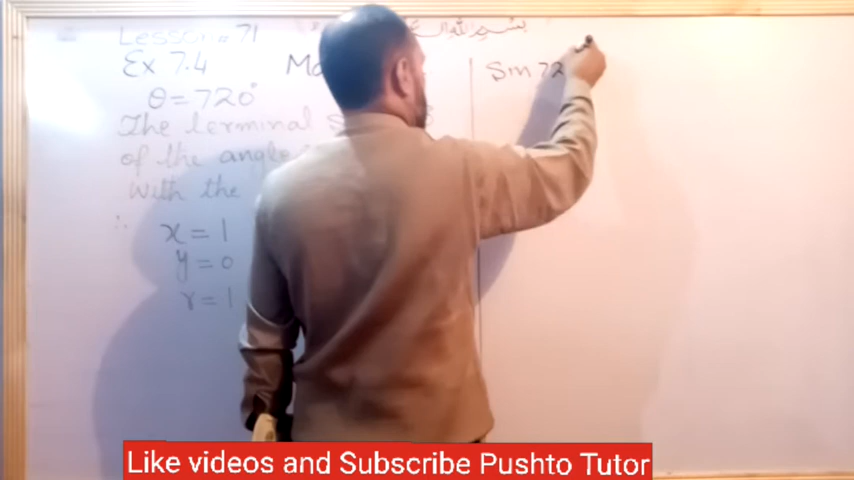 Lesson # 71
Ex 7.4
θ = 720°
The terminal
of the angle
with the
∴ x = 1
y = 0
r = 1
Sin 72
Like videos and Subscribe Pushto Tutor